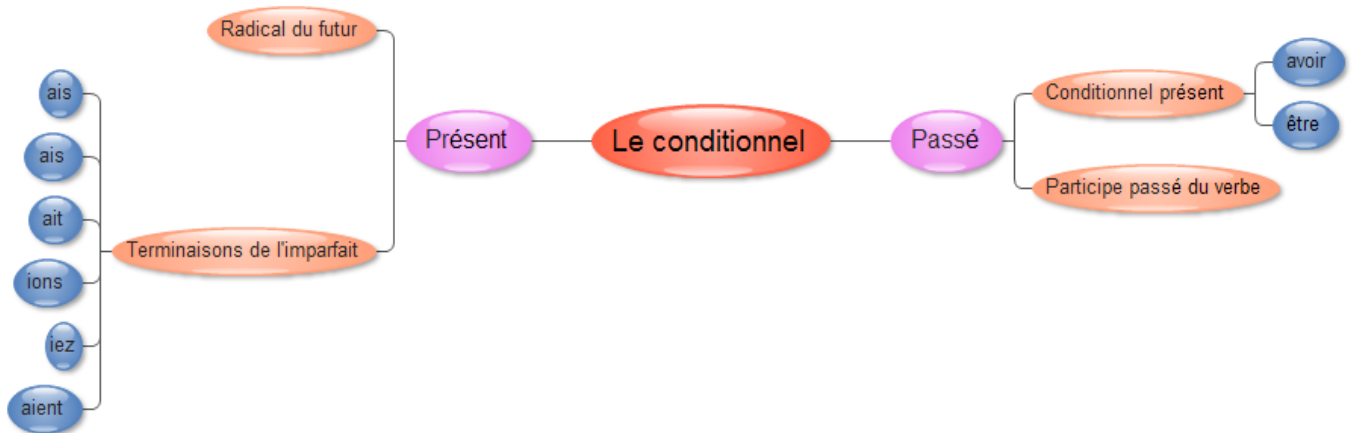 Le conditionnel
Présent
Radical du futur
Terminaisons de l'imparfait
ais
ais
ait
ions
iez
aient
Passé
Conditionnel présent
avoir
être
Participe passé du verbe